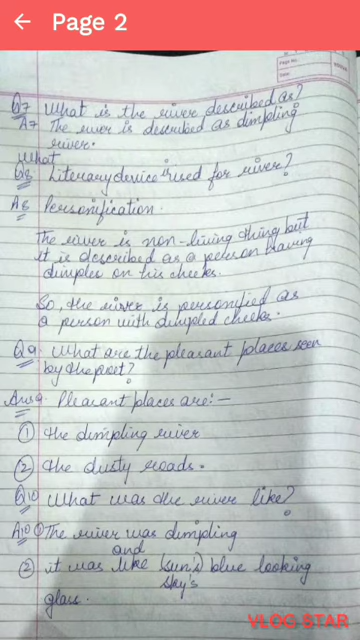 ← Page 2
Page No.
Date:
Q7 What is the river described as?
A7 The river is described as dimpling
river.
What
Q8 Literary device is used for river?
A8 Personification.
The river is non-living thing but
it is described as a person having
dimples on his cheeks.
So, the river is personified as
a person with dimpled cheeks.
Q9. What are the pleasant places seen
by the poet?
Ans9 Pleasant places are:-
① the dimpling river
② the dusty roads.
Q10 What was the river like?
A10 ① The river was dimpling
and
② it was like (sun's) blue looking
sky's
glass.
VLOG STAR